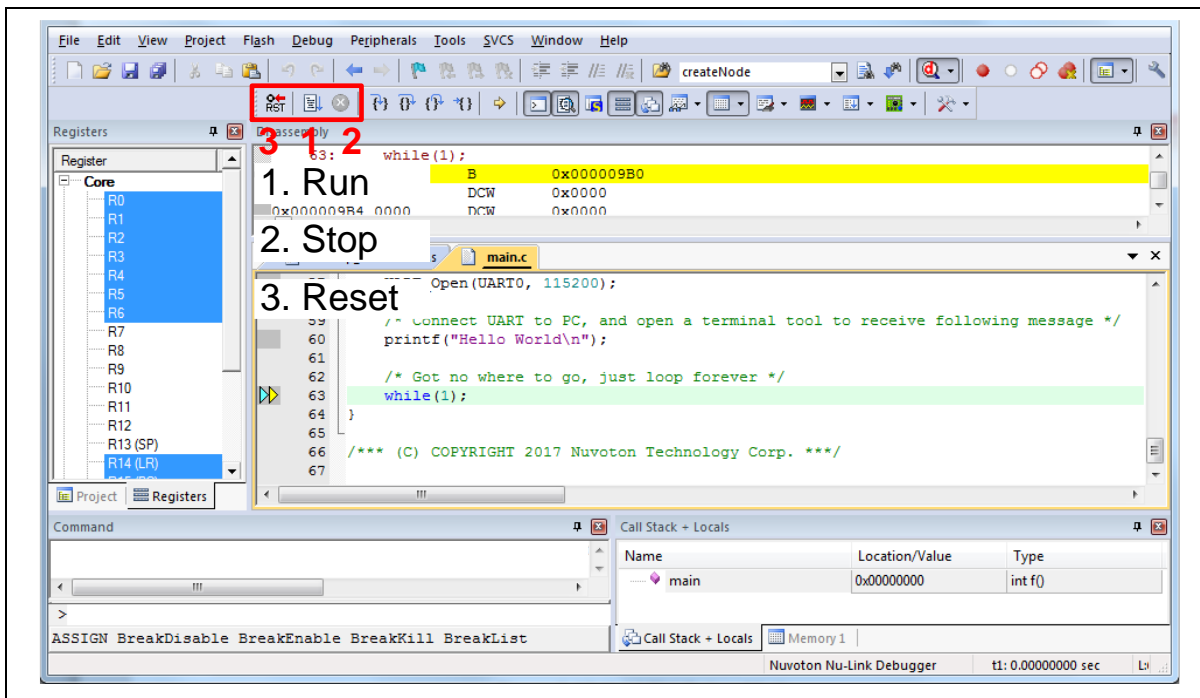 File Edit View Project Flash Debug Peripherals Tools SVCS Window Help
createNode
RST
3 1 2
Registers
Disassembly
Register
Core
R0
R1
R2
R3
R4
R5
R6
R7
R8
R9
R10
R11
R12
R13 (SP)
R14 (LR)
Project Registers
63: while(1);
B 0x000009B0
DCW 0x0000
0x000009B4 0000 DCW 0x0000
1. Run
2. Stop
3. Reset
main.c
Open(UART0, 115200);
59 /* Connect UART to PC, and open a terminal tool to receive following message */
60 printf("Hello World\n");
61
62 /* Got no where to go, just loop forever */
63 while(1);
64 }
65
66 /*** (C) COPYRIGHT 2017 Nuvoton Technology Corp. ***/
67
Command
>
ASSIGN BreakDisable BreakEnable BreakKill BreakList
Call Stack + Locals
Name Location/Value Type
main 0x00000000 int f()
Call Stack + Locals Memory 1
Nuvoton Nu-Link Debugger t1: 0.00000000 sec